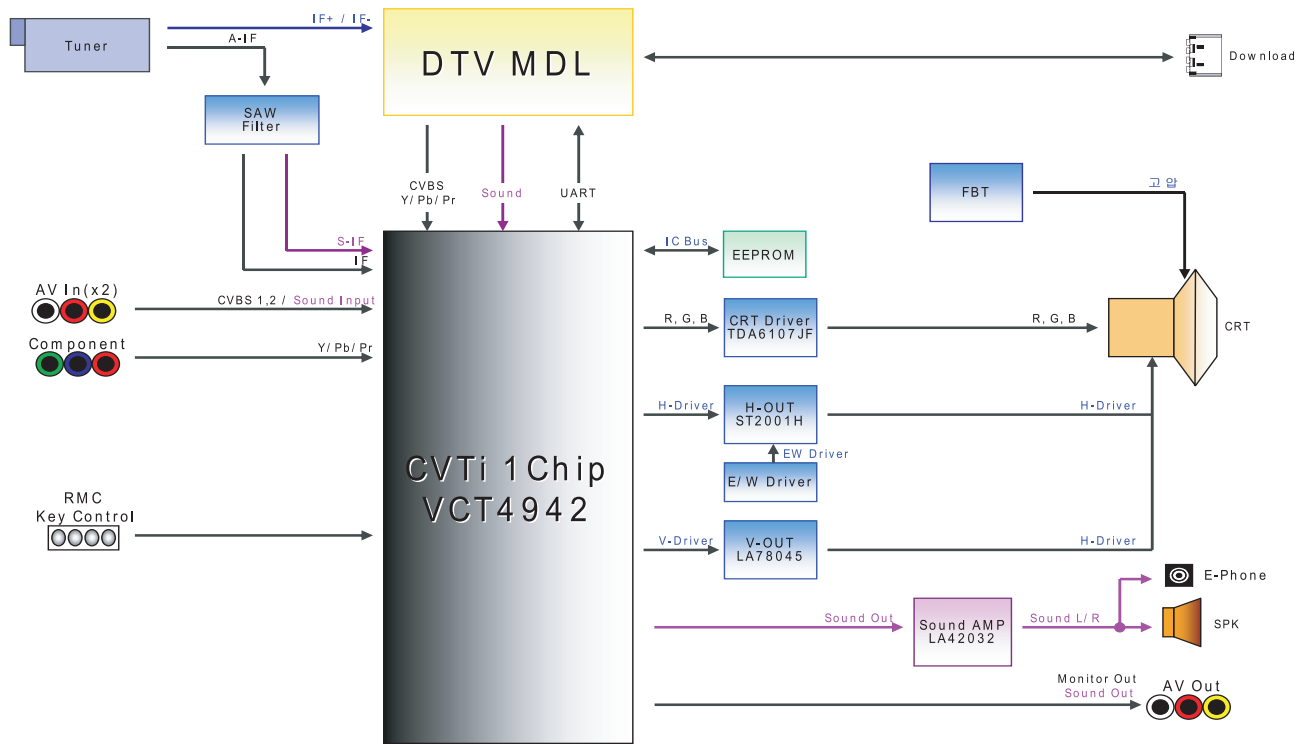 IF+ / IF-
A-IF
Tuner
DTV MDL
Download
SAW
Filter
CVBS
Y/ Pb/ Pr
Sound
UART
FBT
고 압
S-IF
IF
IC Bus
EEPROM
AV In(x2)
CVBS 1,2 / Sound Input
Component
Y/ Pb/ Pr
R, G, B
CRT Driver
TDA6107JF
R, G, B
CRT
H-Driver
H-OUT
ST2001H
H-Driver
EW Driver
E/ W Driver
CVTi 1Chip
VCT4942
RMC
Key Control
V-Driver
V-OUT
LA78045
H-Driver
E-Phone
Sound Out
Sound AMP
LA42032
Sound L/ R
SPK
Monitor Out
Sound Out
AV Out